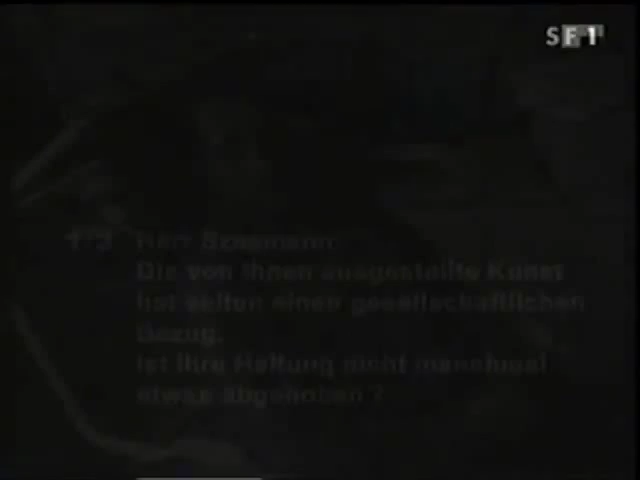 SF1
Herr Szeemann:
Die von Ihnen ausgestellte Kunst
hat selten einen gesellschaftlichen
Bezug.
Ist Ihre Haltung nicht manchmal
etwas abgehoben ?